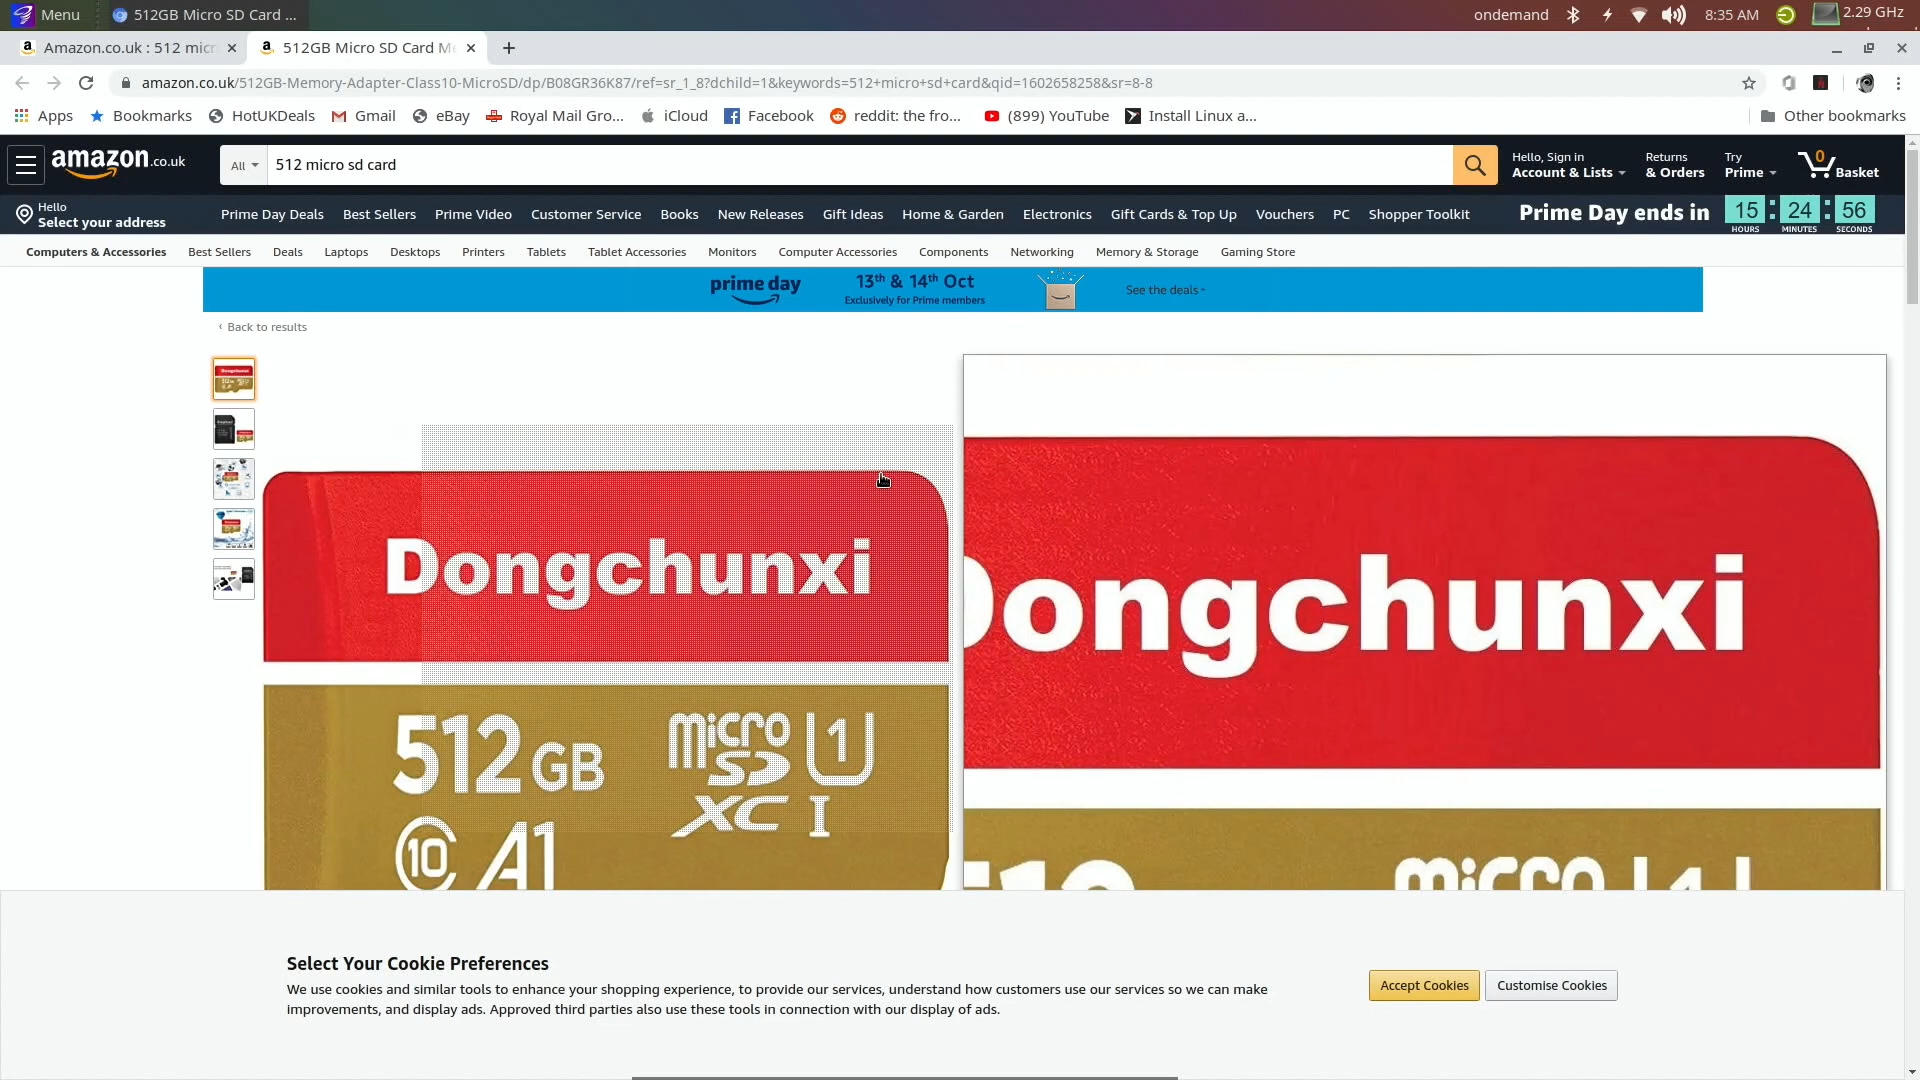 Menu
512GB Micro SD Card ...
ondemand
8:35 AM
2.29 GHz
Amazon.co.uk : 512 micr
512GB Micro SD Card Me
amazon.co.uk/512GB-Memory-Adapter-Class10-MicroSD/dp/B08GR36K87/ref=sr_1_8?dchild=1&keywords=512+micro+sd+card&qid=1602658258&sr=8-8
Apps
Bookmarks
HotUKDeals
Gmail
eBay
Royal Mail Gro...
iCloud
Facebook
reddit: the fro...
(899) YouTube
Install Linux a...
Other bookmarks
amazon.co.uk
All
512 micro sd card
Hello, Sign in
Account & Lists
Returns
& Orders
Try
Prime
0
Basket
Hello
Select your address
Prime Day Deals
Best Sellers
Prime Video
Customer Service
Books
New Releases
Gift Ideas
Home & Garden
Electronics
Gift Cards & Top Up
Vouchers
PC
Shopper Toolkit
Prime Day ends in
15 : 24 : 56
HOURS MINUTES SECONDS
Computers & Accessories
Best Sellers
Deals
Laptops
Desktops
Printers
Tablets
Tablet Accessories
Monitors
Computer Accessories
Components
Networking
Memory & Storage
Gaming Store
prime day
13th & 14th Oct
Exclusively for Prime members
See the deals
‹ Back to results
Dongchunxi
512GB
micro
SD
XC I
U1
10 A1
Dongchunxi
512
micro
Select Your Cookie Preferences
We use cookies and similar tools to enhance your shopping experience, to provide our services, understand how customers use our services so we can make
improvements, and display ads. Approved third parties also use these tools in connection with our display of ads.
Accept Cookies
Customise Cookies